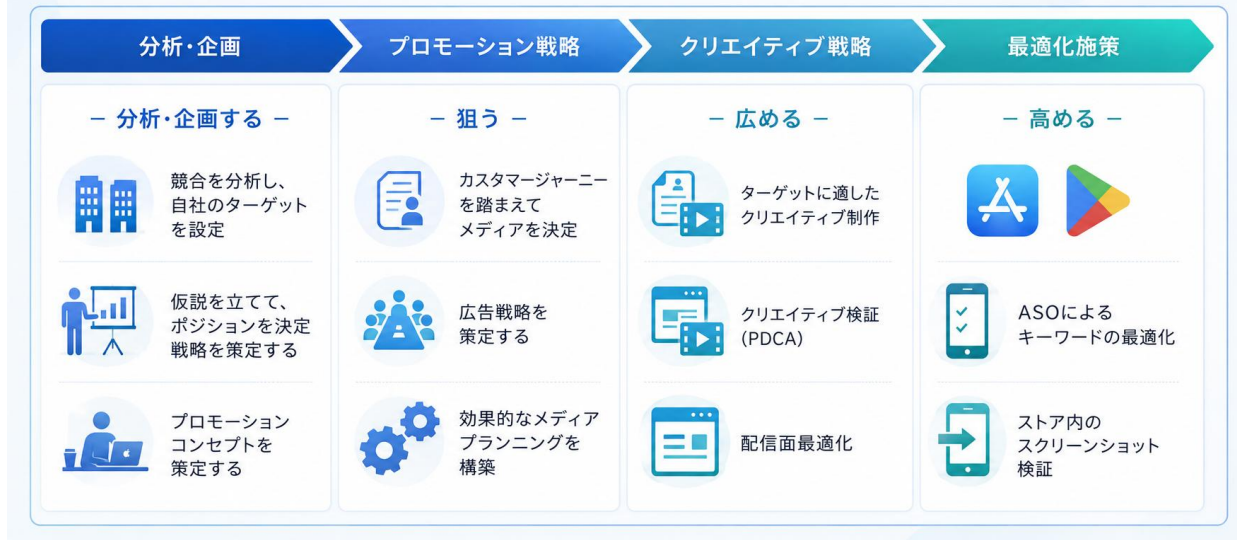 分析・企画
プロモーション戦略
クリエイティブ戦略
最適化施策
― 分析・企画する ―
競合を分析し、
自社のターゲット
を設定
仮説を立てて、
ポジションを決定
戦略を策定する
プロモーション
コンセプトを
策定する
― 狙う ―
カスタマージャーニー
を踏まえて
メディアを決定
広告戦略を
策定する
効果的なメディア
プランニングを
構築
― 広める ―
ターゲットに適した
クリエイティブ制作
クリエイティブ検証
(PDCA)
配信面最適化
― 高める ―
ASOによる
キーワードの最適化
ストア内の
スクリーンショット
検証